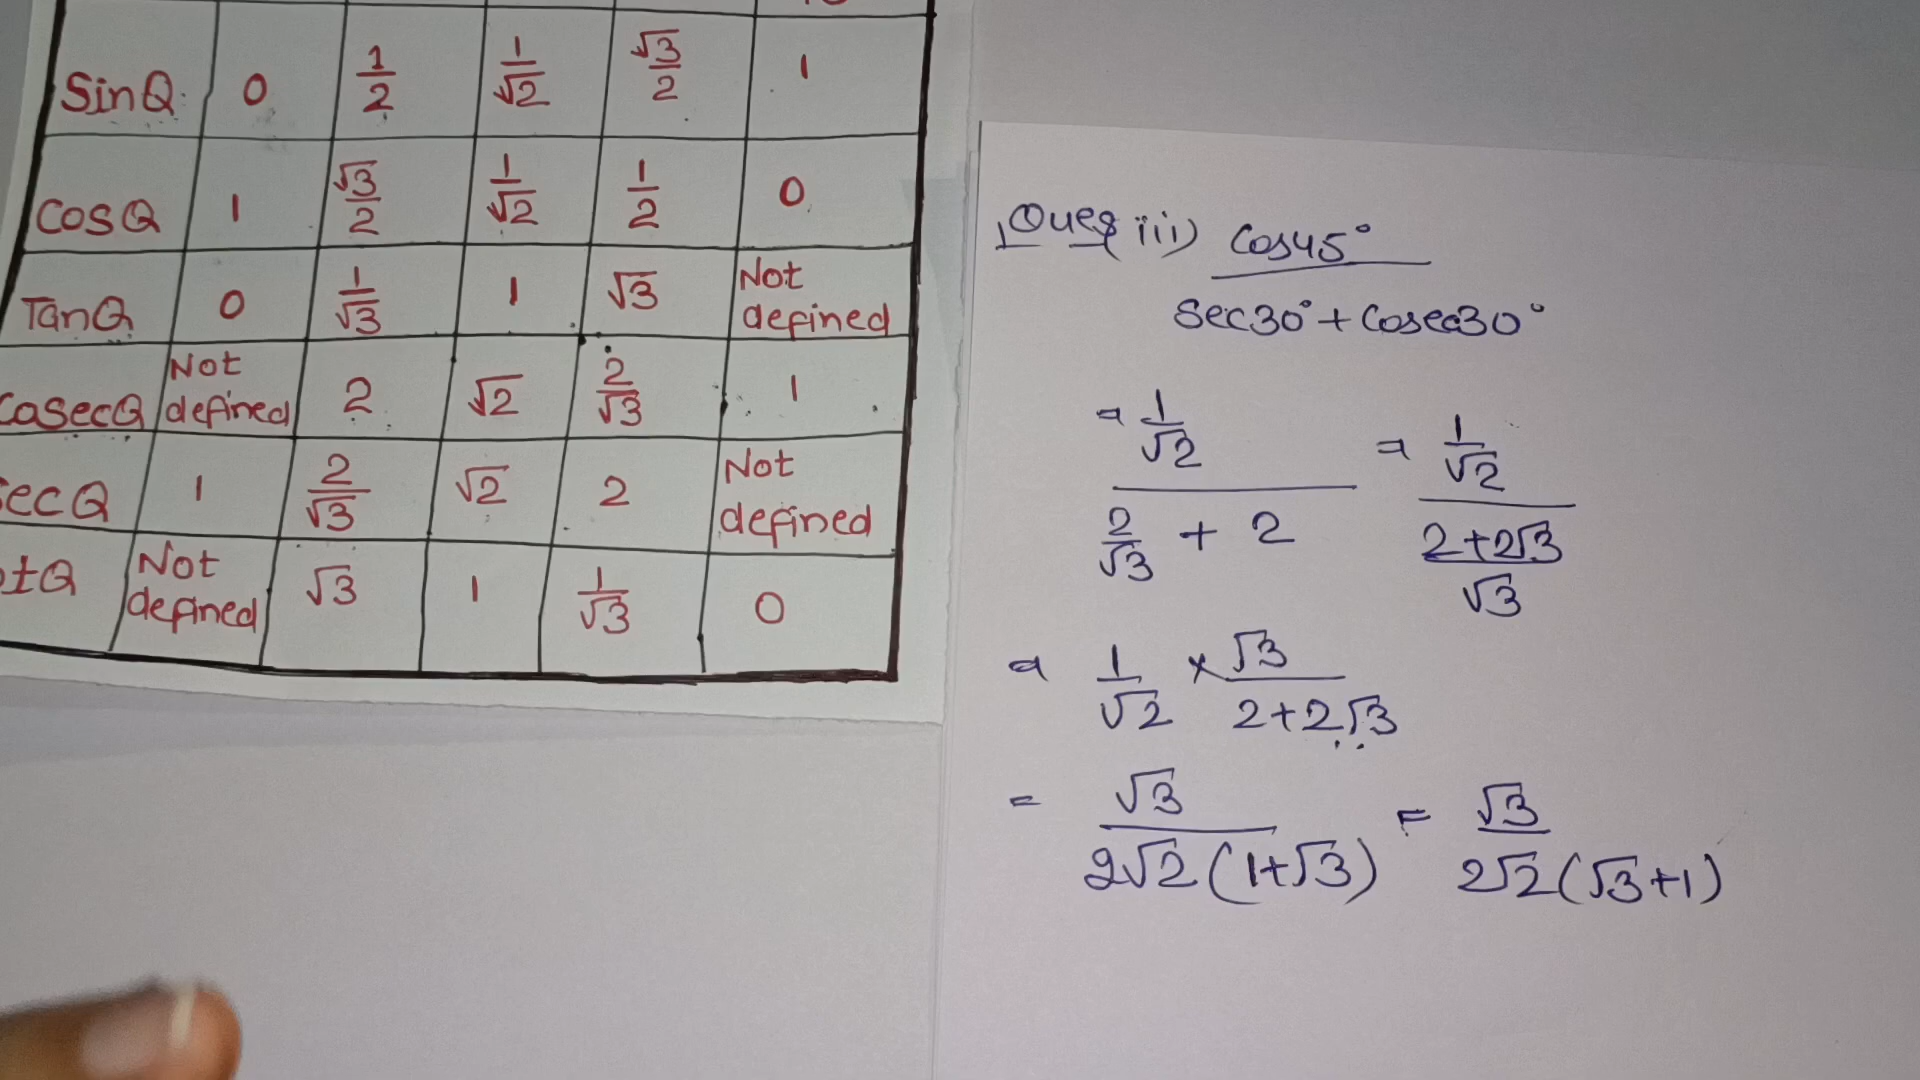 SinQ 0 1/2 1/√2 √3/2 1
CosQ 1 √3/2 1/√2 1/2 0
TanQ 0 1/√3 1 √3 Not defined
CosecQ Not defined 2 √2 2/√3 1
secQ 1 2/√3 √2 2 Not defined
otQ Not defined √3 1 1/√3 0
Ques iii) Cos45°
Sec30° + Cosec30°
= 1/√2 = 1/√2
2/√3 + 2 2+2√3/√3
= 1/√2 × √3/2+2√3
= √3/2√2(1+√3) = √3/2√2(√3+1)